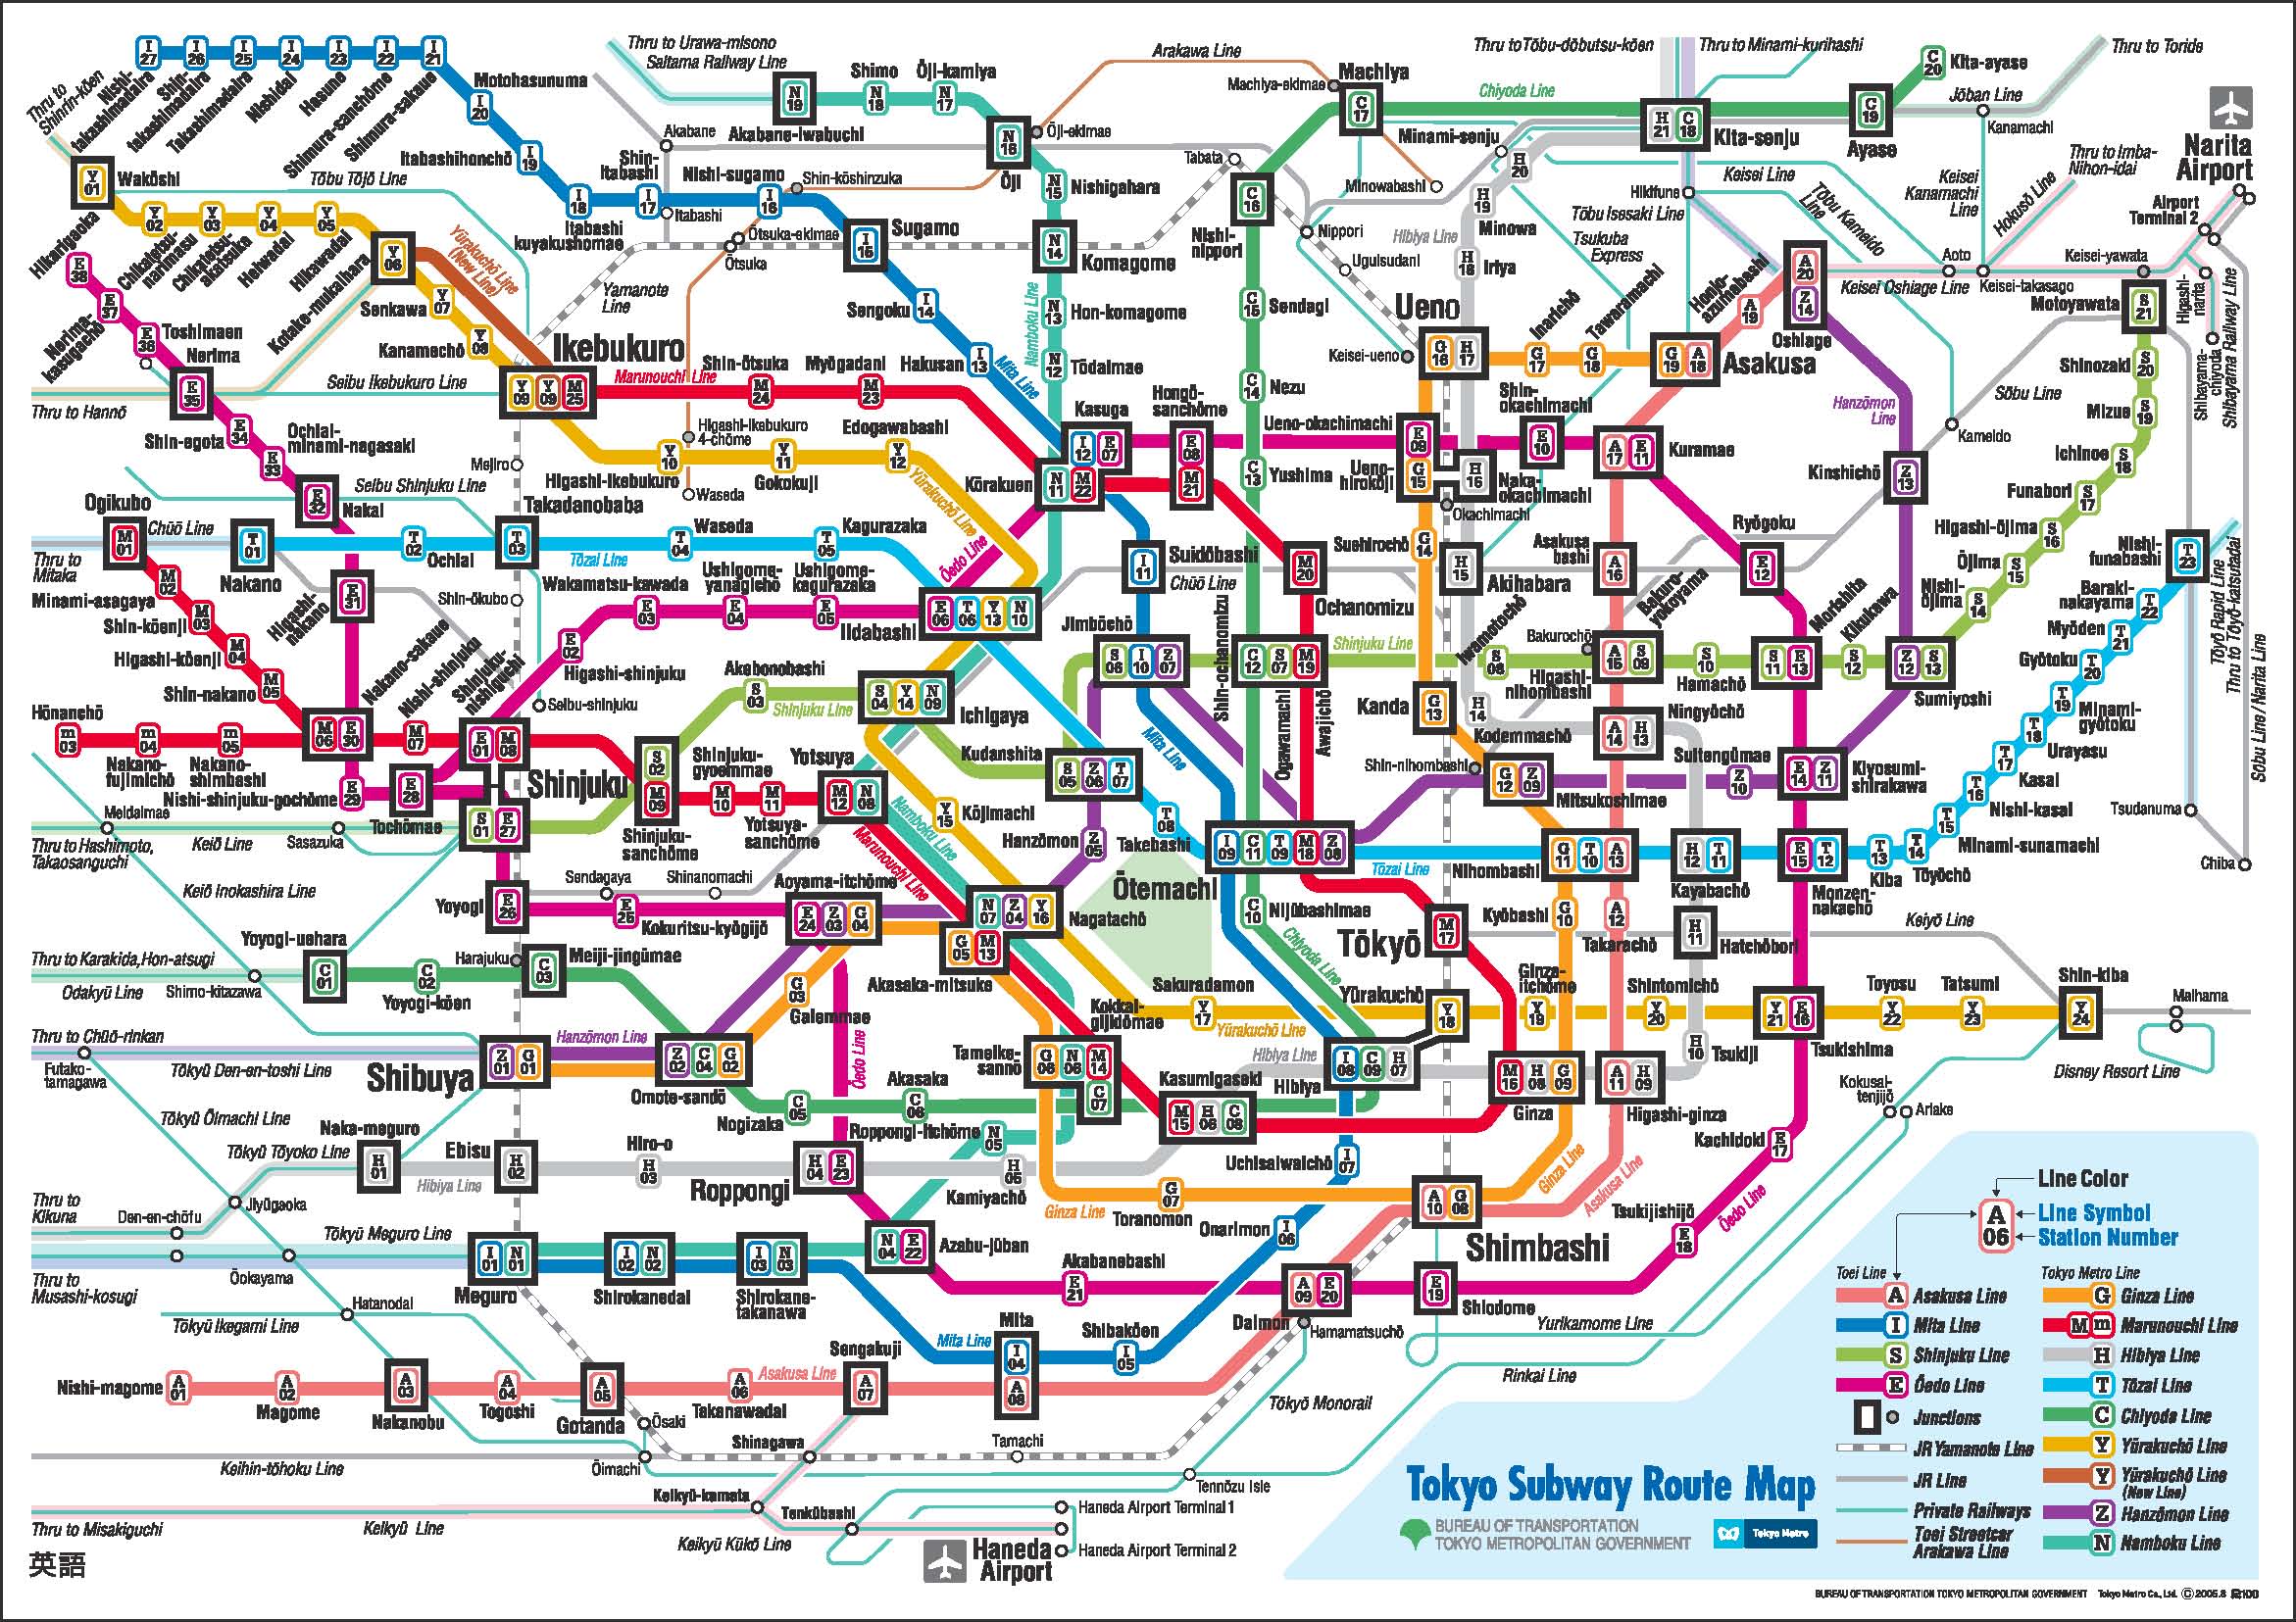 Thru to Shinrin-kōen
I 27
Nishi-takashimadaira
I 26
Shin-takashimadaira
I 25
Takashimadaira
I 24
Nishidai
I 23
Hasune
I 22
Shimura-sanchōme
I 21
Shimura-sakaue
I 20
Motohasunuma
I 19
Itabashihonchō
I 18
Itabashi kuyakushomae
I 17
Shin-Itabashi
Itabashi
Akabane
I 16
Nishi-sugamo
Shin-kōshinzuka
Thru to Urawa-misono
Saitama Railway Line
N 19
Akabane-iwabuchi
Shimo
N 18
Ōji-kamiya
N 17
N 16
Ōji
Ōji-ekimae
Arakawa Line
Machiya-ekimae
Machiya
C 17
Thru to Tōbu-dōbutsu-kōen
Thru to Minami-kurihashi
Chiyoda Line
H 21
C 18
Kita-senju
C 19
Ayase
C 20
Kita-ayase
Thru to Toride
Jōban Line
Kanamachi
Narita Airport
Airport Terminal 2
Thru to Imba-Nihon-idai
Hokusō Line
Keisei Kanamachi Line
Keisei Line
Tōbu Kameido Line
Tōbu Isesaki Line
Hikifune
Tsukuba Express
Minami-senju
H 20
H 19
Minowa
Minowabashi
Hibiya Line
H 18
Iriya
Tabata
Nippori
Uguisudani
C 16
Nishi-nippori
N 15
Nishigahara
N 14
Komagome
Sugamo
Ōtsuka-ekimae
Ōtsuka
Yamanote Line
Tōbu Tōjō Line
Y 01
Wakōshi
Y 02
Chikatetsu-narimasu
Y 03
Chikatetsu-akatsuka
Y 04
Heiwadai
Y 05
Hikawadai
Y 06
Kotake-mukaihara
Yūrakuchō Line (New Line)
Senkawa
Y 07
Kanamechō
Y 08
Hikarigaoka
E 38
Nerima-kasugachō
E 37
Toshimaen
E 36
Nerima
E 35
Seibu Ikebukuro Line
Thru to Hannō
Shin-egota
E 34
Ochiai-minami-nagasaki
E 33
E 32
Nakai
Seibu Shinjuku Line
Ikebukuro
Y 09
Y 09
M 25
Marunouchi Line
Shin-ōtsuka
M 24
Myōgadani
M 23
Higashi-ikebukuro 4-chōme
Y 10
Higashi-ikebukuro
Y 11
Gokokuji
Edogawabashi
Y 12
Yūrakuchō Line
Waseda
Mejiro
Sengoku
I 14
Hakusan
I 13
Mita Line
Namboku Line
N 13
Hon-komagome
N 12
Tōdaimae
C 15
Sendagi
C 14
Nezu
C 13
Yushima
Kasuga
I 12
E 07
Kōrakuen
N 11
M 22
Hongō-sanchōme
E 08
M 21
Ueno
G 16
H 17
Keisei-ueno
Inarichō
G 17
Tawaramachi
G 18
G 19
A 18
Asakusa
Honjo-azumabashi
A 19
A 20
Z 14
Oshiage
Keisei Oshiage Line
Aoto
Keisei-takasago
Keisei-yawata
Higashi-narita
Shibayama-chiyoda
Shibayama Railway Line
Motoyawata
S 21
Shinozaki
S 20
Mizue
S 19
Ichinoe
S 18
Funabori
S 17
Higashi-ōjima
S 16
Ōjima
S 15
Nishi-ōjima
S 14
Sōbu Line
Kameido
Hanzōmon Line
Kinshichō
Z 13
Ueno-okachimachi
E 09
Ueno-hirokōji
G 15
H 16
Naka-okachimachi
Okachimachi
Shin-okachimachi
E 10
A 17
E 11
Kuramae
Ryōgoku
E 12
Suehirochō
G 14
H 15
Akihabara
Asakusabashi
A 16
Ogikubo
M 01
Chūō Line
Thru to Mitaka
T 01
Nakano
T 02
Ochiai
Takadanobaba
T 03
Tōzai Line
Waseda
T 04
Kagurazaka
T 05
Minami-asagaya
M 02
Shin-kōenji
M 03
Higashi-kōenji
M 04
Shin-nakano
M 05
Higashi-nakano
E 31
Nakano-sakaue
M 06
E 30
Nishi-shinjuku
M 07
Shinjuku-nishiguchi
E 01
M 08
Shin-ōkubo
Wakamatsu-kawada
E 03
Ushigome-yanagichō
E 04
Ushigome-kagurazaka
E 05
Ōedo Line
Iidabashi
E 06
T 06
Y 13
N 10
E 02
Higashi-shinjuku
Seibu-shinjuku
Hōnanchō
m 03
m 04
Nakano-fujimichō
m 05
Nakano-shimbashi
Nishi-shinjuku-gochōme
E 29
E 28
Tochōmae
S 01
E 27
Shinjuku
S 02
M 09
Shinjuku-sanchōme
Akebonobashi
S 03
Shinjuku Line
Shinjuku-gyoemmae
M 10
M 11
Yotsuya-sanchōme
Yotsuya
M 12
N 08
S 04
Y 14
N 09
Ichigaya
Kudanshita
S 05
Z 06
T 07
Jimbōchō
S 06
I 10
Z 07
Suidōbashi
I 11
Chūō Line
M 20
Ochanomizu
Shin-ochanomizu
Ogawamachi
Awajichō
C 12
S 07
M 19
Shinjuku Line
Iwamotochō
S 08
Bakurochō
Bakuro-yokoyama
Higashi-nihombashi
A 15
S 09
S 10
Hamachō
Morishita
S 11
E 13
Kikukawa
S 12
Z 12
S 13
Sumiyoshi
Kanda
G 13
H 14
Kodemmachō
Ningyōchō
A 14
H 13
Shin-nihombashi
G 12
Z 09
Mitsukoshimae
Suitengūmae
Z 10
E 14
Z 11
Kiyosumi-shirakawa
Nishi-funabashi
T 23
Baraki-nakayama
T 22
Myōden
T 21
Gyōtoku
T 20
Minami-gyōtoku
T 19
Urayasu
T 18
Kasai
T 17
Nishi-kasai
T 16
T 15
Minami-sunamachi
T 14
Tōyōchō
T 13
Kiba
Tōyō Rapid Line
Thru to Tōyō-katsutadai
Sobu Line / Narita Line
Tsudanuma
Chiba
Meidaimae
Sasazuka
Keiō Line
Thru to Hashimoto, Takaosanguchi
Keiō Inokashira Line
Yoyogi
E 26
Sendagaya
Shinanomachi
E 25
Kokuritsu-kyōgijō
Aoyama-itchōme
E 24
Z 03
G 04
Marunouchi Line
Namboku Line
Kōjimachi
Y 15
Hanzōmon
Z 05
N 07
Z 04
Y 16
Nagatachō
G 05
M 13
Akasaka-mitsuke
Takebashi
T 08
Mita Line
Ōtemachi
I 09
C 11
T 09
M 18
Z 08
Tōzai Line
Nihombashi
G 11
T 10
A 13
H 12
T 11
Kayabachō
E 15
T 12
Monzen-nakachō
C 10
Nijūbashimae
Chiyoda Line
Tōkyō
M 17
Kyōbashi
G 10
A 12
Takarachō
H 11
Hatchōbori
Keiyō Line
Yoyogi-uehara
C 01
C 02
Yoyogi-kōen
Harajuku
C 03
Meiji-jingūmae
Thru to Karakida, Hon-atsugi
Odakyū Line
Shimo-kitazawa
G 03
Gaiemmae
Ōedo Line
Kokkai-gijidōmae
Sakuradamon
Y 17
Yūrakuchō Line
Yūrakuchō
Y 18
Ginza-itchōme
Y 19
Shintomichō
Y 20
Y 21
E 16
Tsukishima
Toyosu
Y 22
Tatsumi
Y 23
Shin-kiba
Y 24
Maihama
Disney Resort Line
Thru to Chūō-rinkan
Futako-tamagawa
Tōkyū Den-en-toshi Line
Shibuya
Z 01
G 01
Hanzōmon Line
Z 02
C 04
G 02
Omote-sandō
C 05
Nogizaka
Akasaka
C 06
Tameike-sannō
G 06
N 06
M 14
C 07
Kasumigaseki
M 15
H 06
C 08
Hibiya Line
I 08
C 09
H 07
Hibiya
M 16
H 08
G 09
Ginza
A 11
H 09
Higashi-ginza
H 10
Tsukiji
Kokusai-tenjijō
Ariake
Tōkyū Ōimachi Line
Tōkyū Tōyoko Line
Naka-meguro
H 01
Hibiya Line
Ebisu
H 02
Hiro-o
H 03
Roppongi
H 04
E 23
Roppongi-itchōme
N 05
H 05
Kamiyachō
Uchisaiwaichō
I 07
Kachidoki
E 17
Thru to Kikuna
Den-en-chōfu
Jiyūgaoka
Tōkyū Meguro Line
Thru to Musashi-kosugi
Ōokayama
I 01
N 01
Meguro
I 02
N 02
Shirokanedai
I 03
N 03
Shirokane-takanawa
N 04
E 22
Azabu-jūban
Ginza Line
G 07
Toranomon
Onarimon
I 06
A 10
G 08
Shimbashi
Ginza Line
Asakusa Line
Tsukijishijō
E 18
Ōedo Line
Akabanebashi
E 21
Daimon
A 09
E 20
Hamamatsuchō
E 19
Shiodome
Yurikamome Line
Rinkai Line
Tōkyō Monorail
Hatanodai
Tōkyū Ikegami Line
Nishi-magome
A 01
A 02
Magome
A 03
Nakanobu
A 04
Togoshi
A 05
Gotanda
A 06
Takanawadai
Asakusa Line
Sengakuji
A 07
Mita Line
Mita
I 04
A 08
Shibakōen
I 05
Ōsaki
Ōimachi
Shinagawa
Tamachi
Tennōzu Isle
Keihin-tōhoku Line
Thru to Misakiguchi
Keikyū Line
Keikyū-kamata
Tenkūbashi
Keikyū Kūkō Line
Haneda Airport
Haneda Airport Terminal 1
Haneda Airport Terminal 2
英語
Tokyo Subway Route Map
BUREAU OF TRANSPORTATION
TOKYO METROPOLITAN GOVERNMENT
Tokyo Metro
Line Color
A 06
Line Symbol
Station Number
Toei Line
A Asakusa Line
I Mita Line
S Shinjuku Line
E Ōedo Line
Junctions
JR Yamanote Line
JR Line
Private Railways
Toei Streetcar
Arakawa Line
Tokyo Metro Line
G Ginza Line
M m Marunouchi Line
H Hibiya Line
T Tōzai Line
C Chiyoda Line
Y Yūrakuchō Line
Y Yūrakuchō Line
(New Line)
Z Hanzōmon Line
N Namboku Line
BUREAU OF TRANSPORTATION TOKYO METROPOLITAN GOVERNMENT Tokyo Metro Co., Ltd. Ⓒ 2005.8